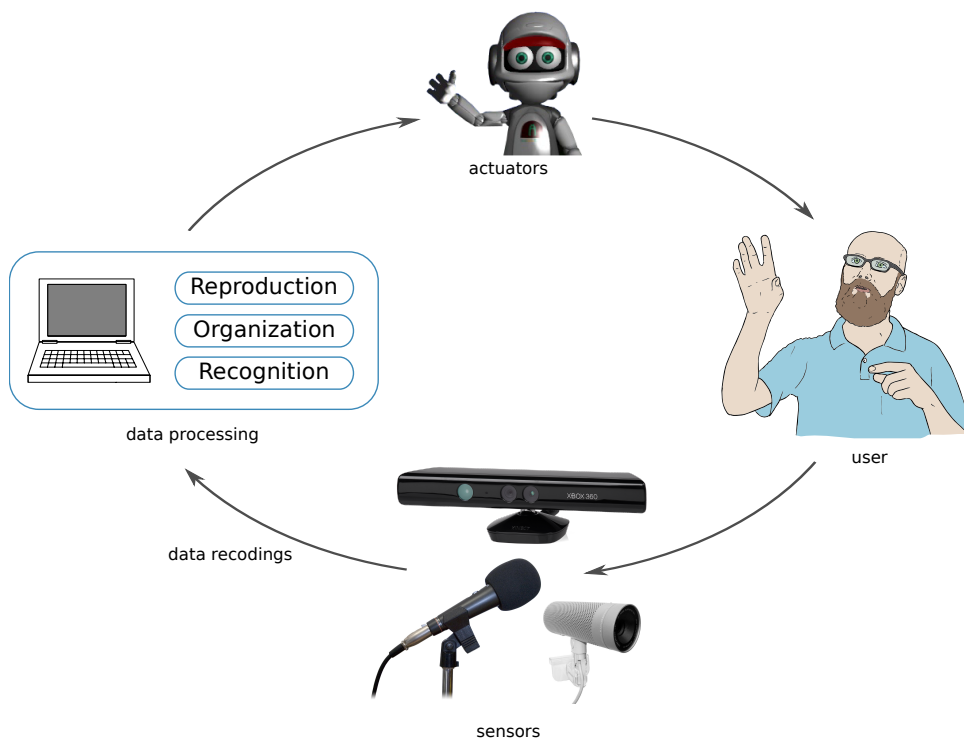 actuators
Reproduction
Organization
Recognition
data processing
user
XBOX 360
data recodings
sensors